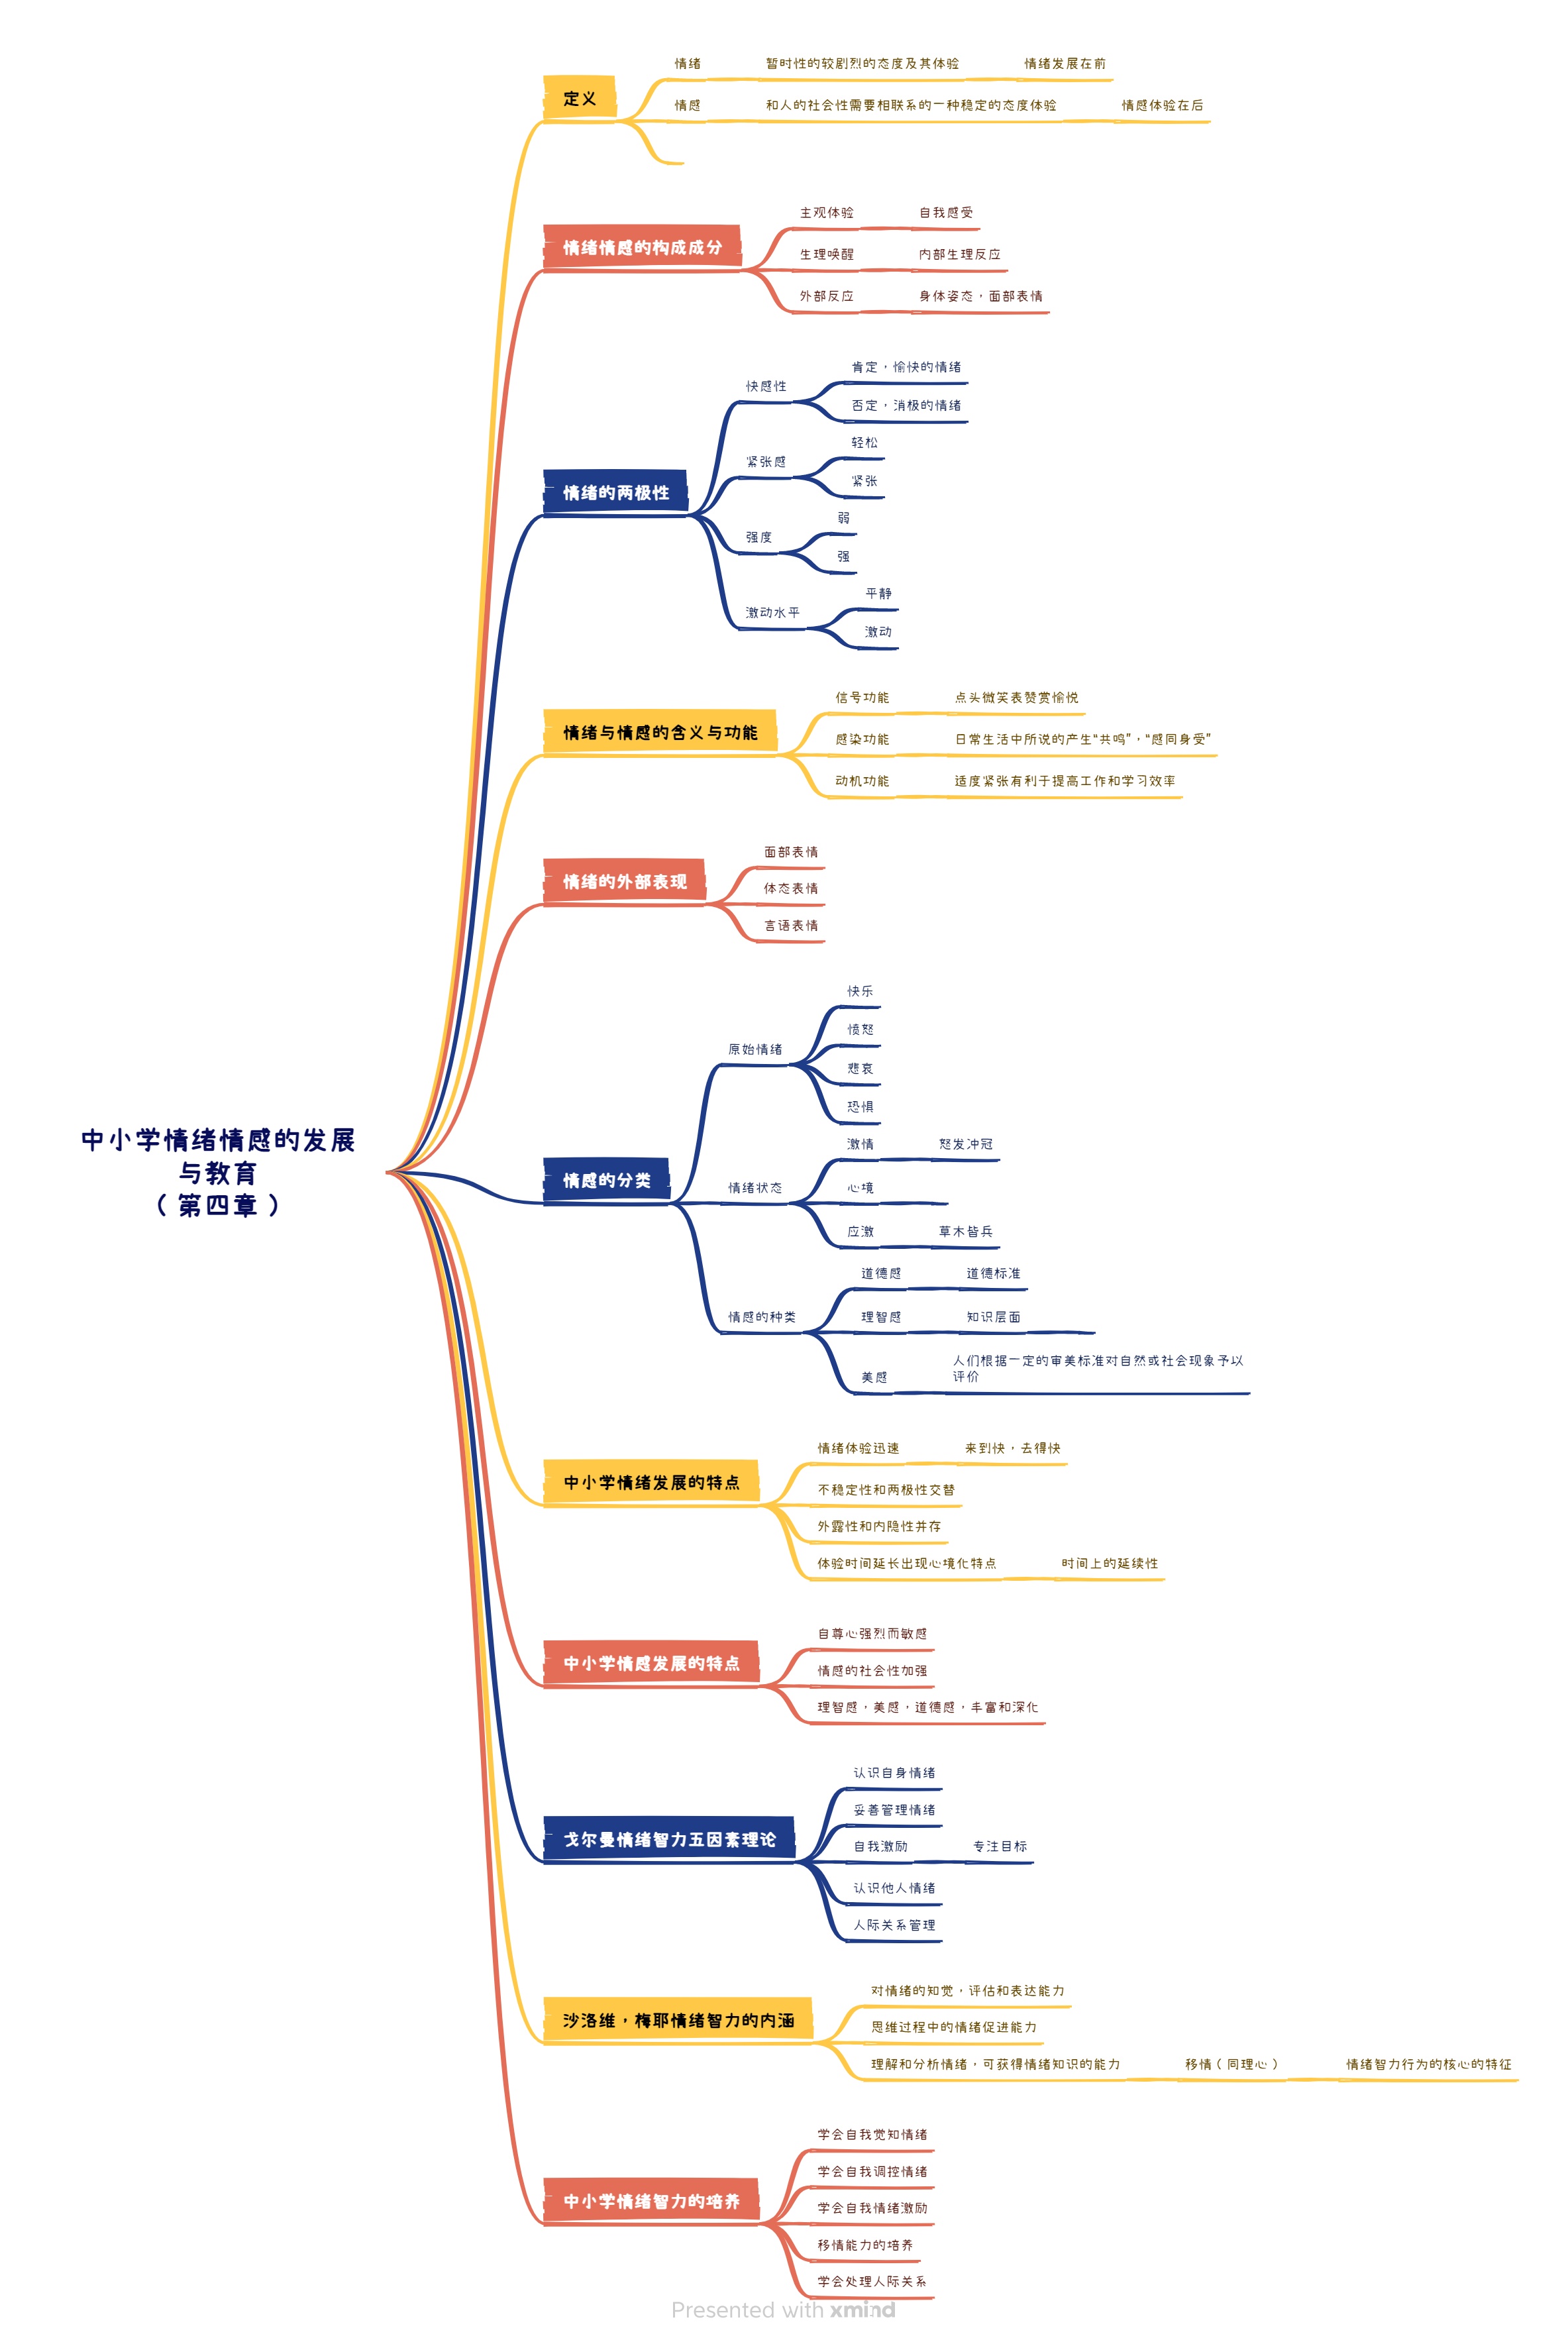 中小学情绪情感的发展
与教育
（第四章）
定义
情绪
暂时性的较剧烈的态度及其体验
情绪发展在前
情感
和人的社会性需要相联系的一种稳定的态度体验
情感体验在后
情绪情感的构成成分
主观体验
自我感受
生理唤醒
内部生理反应
外部反应
身体姿态，面部表情
情绪的两极性
快感性
肯定，愉快的情绪
否定，消极的情绪
紧张感
轻松
紧张
强度
弱
强
激动水平
平静
激动
情绪与情感的含义与功能
信号功能
点头微笑表赞赏愉悦
感染功能
日常生活中所说的产生“共鸣”，“感同身受”
动机功能
适度紧张有利于提高工作和学习效率
情绪的外部表现
面部表情
体态表情
言语表情
情感的分类
原始情绪
快乐
愤怒
悲哀
恐惧
情绪状态
激情
怒发冲冠
心境
应激
草木皆兵
情感的种类
道德感
道德标准
理智感
知识层面
美感
人们根据一定的审美标准对自然或社会现象予以
评价
中小学情绪发展的特点
情绪体验迅速
来到快，去得快
不稳定性和两极性交替
外露性和内隐性并存
体验时间延长出现心境化特点
时间上的延续性
中小学情感发展的特点
自尊心强烈而敏感
情感的社会性加强
理智感，美感，道德感，丰富和深化
戈尔曼情绪智力五因素理论
认识自身情绪
妥善管理情绪
自我激励
专注目标
认识他人情绪
人际关系管理
沙洛维，梅耶情绪智力的内涵
对情绪的知觉，评估和表达能力
思维过程中的情绪促进能力
理解和分析情绪，可获得情绪知识的能力
移情（同理心）
情绪智力行为的核心的特征
中小学情绪智力的培养
学会自我觉知情绪
学会自我调控情绪
学会自我情绪激励
移情能力的培养
学会处理人际关系
Presented with xmind